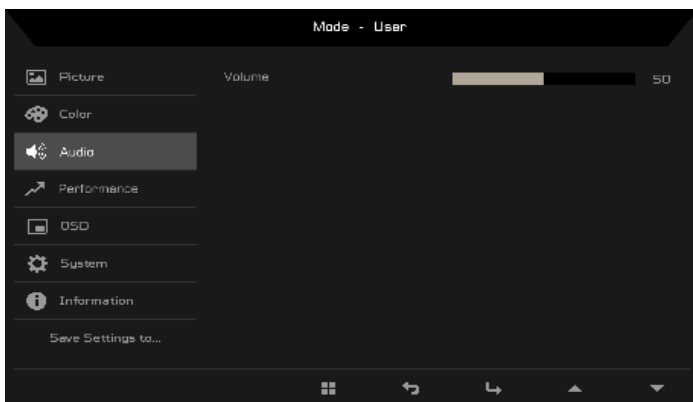 Mode - User
Picture
Volume 50
Color
Audio
Performance
OSD
System
Information
Save Settings to...